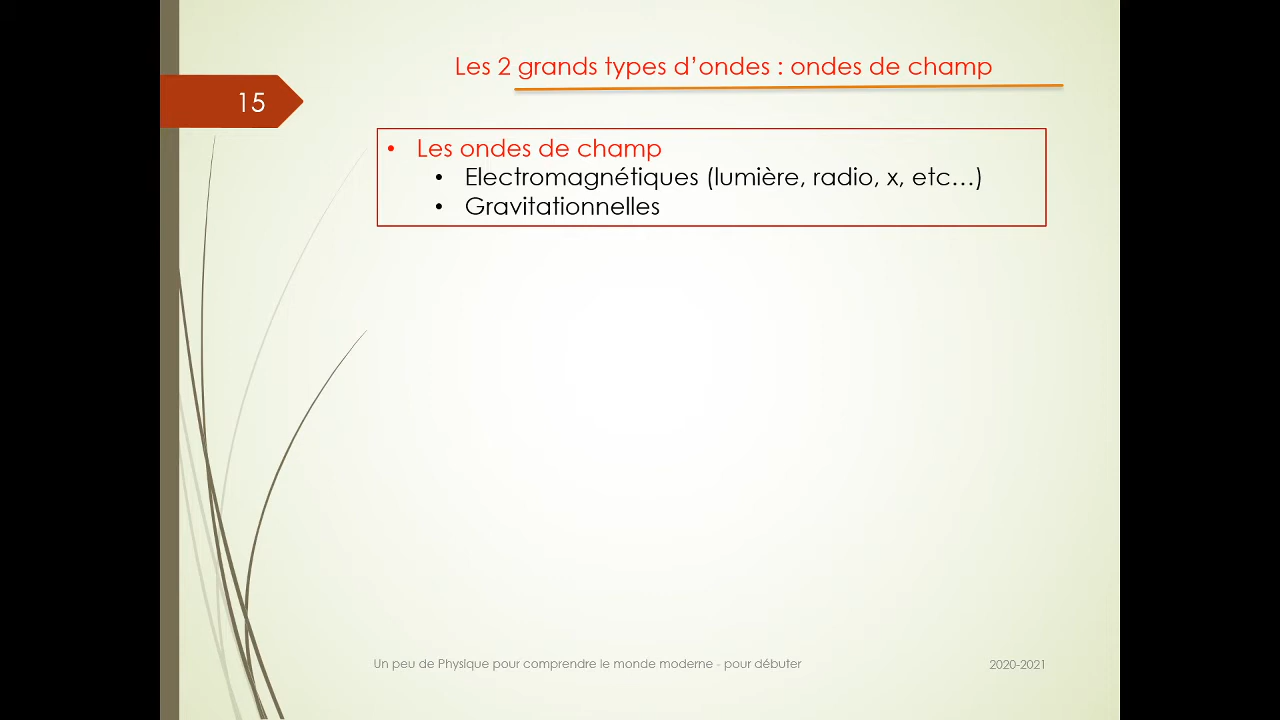 Les 2 grands types d’ondes : ondes de champ
15
• Les ondes de champ
• Electromagnétiques (lumière, radio, x, etc…)
• Gravitationnelles
Un peu de Physique pour comprendre le monde moderne - pour débuter
2020-2021